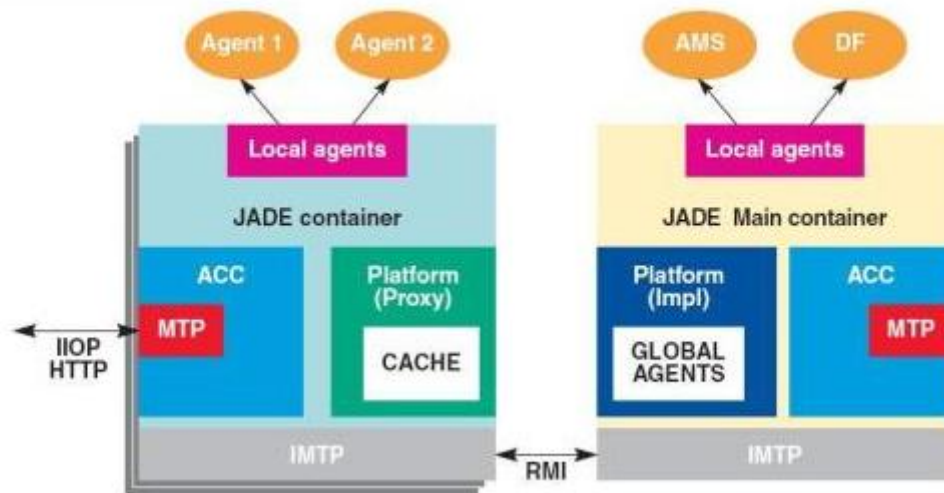 Agent 1
Agent 2
AMS
DF
Local agents
Local agents
JADE container
JADE Main container
ACC
Platform
(Proxy)
Platform
(Impl)
ACC
MTP
CACHE
GLOBAL
AGENTS
MTP
IIOP
HTTP
IMTP
RMI
IMTP